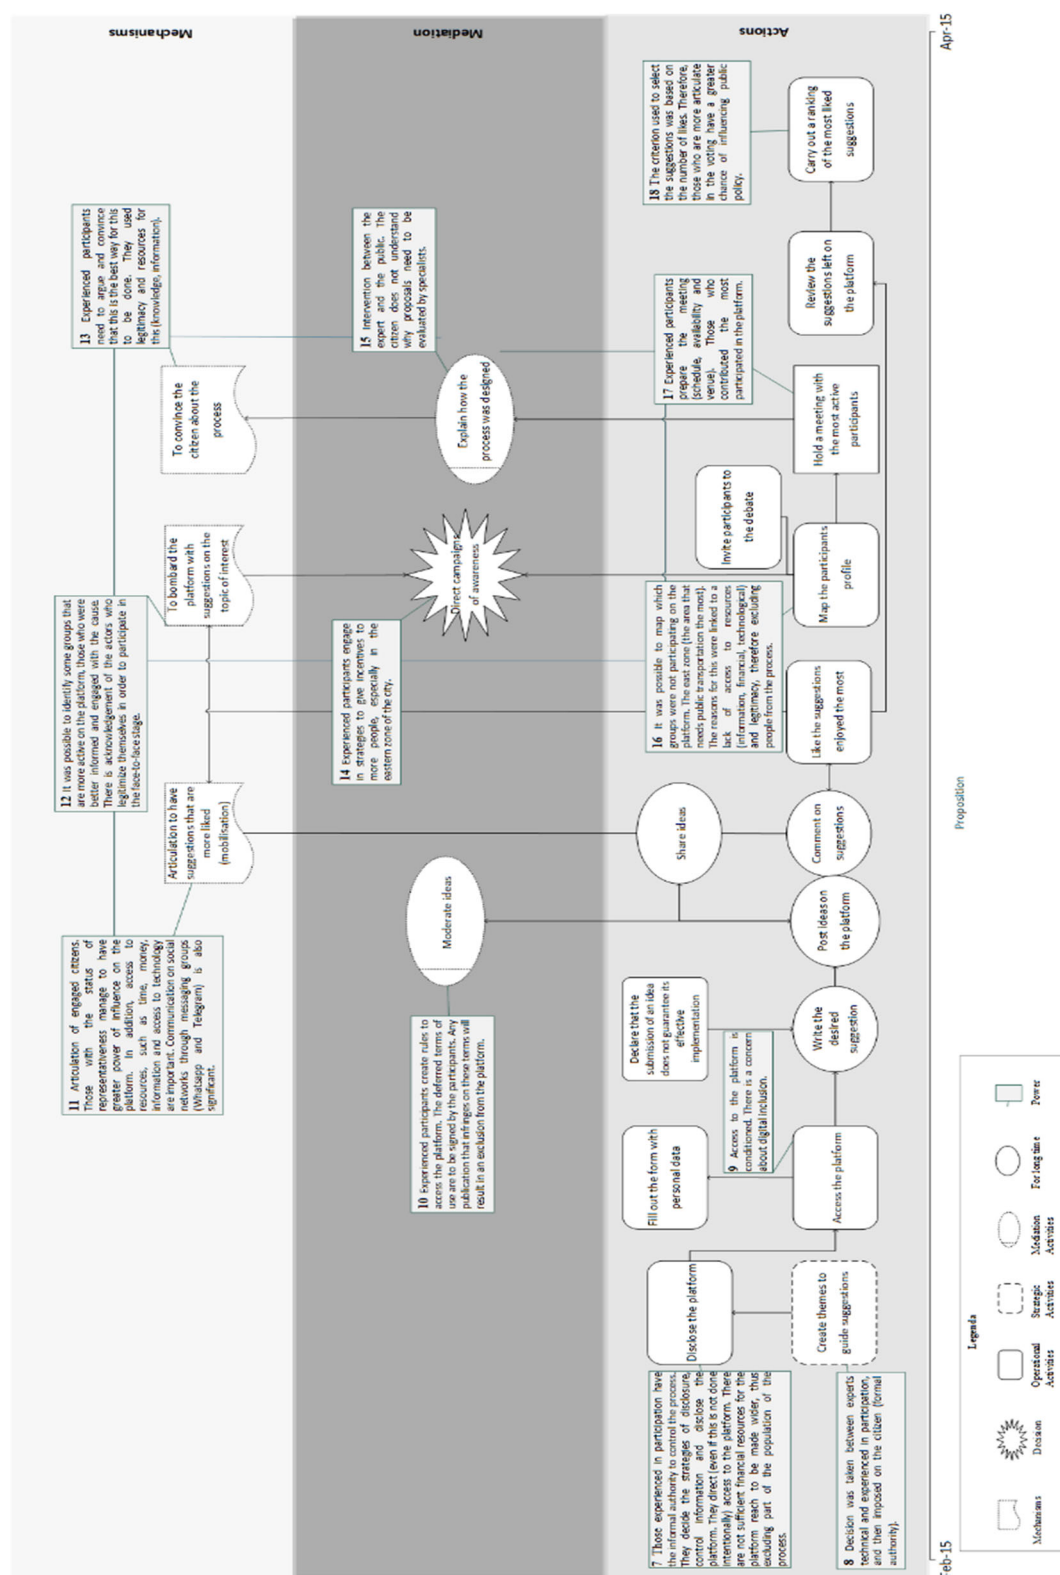 Mechanisms
11 Articulation of engaged citizens.
Those with the status of
representativeness manage to have
greater power of influence on the
platform. In addition, access to
resources, such as time, money,
information and access to technology
are important. Communication on social
networks through messaging groups
(Whatsapp and Telegram) is also
significant.
12 It was possible to identify some groups that
are more active on the platform, those who were
better informed and engaged with the cause.
There is acknowledgement of the actors who
legitimize themselves in order to participate in
the face-to-face stage.
13 Experienced participants
need to argue and convince
that this is the best way for this
to be done. They used
legitimacy and resources for
this (knowledge, information).
Articulation to have
suggestions that are
more liked
(mobilisation)
To bombard the
platform with
suggestions on the
topic of interest
To convince the
citizen about the
process
Mediation
10 Experienced participants create rules to
access the platform. The deferred terms of
use are to be signed by the participants. Any
publication that infringes on these terms will
result in an exclusion from the platform.
Moderate ideas
14 Experienced participants engage
in strategies to give incentives to
more people, especially in the
eastern zone of the city.
Direct campaigns
of awareness
15 Intervention between the
expert and the public. The
citizen does not understand
why proposals need to be
evaluated by specialists.
Explain how the
process was designed
Actions
7 Those experienced in participation have
the informal authority to control the process.
They decide the strategies of disclosure,
control information and disclose the
platform. They direct (even if this is not done
intentionally) access to the platform. There
are not sufficient financial resources for the
platform reach to be made wider, thus
excluding part of the population of the
process.
8 Decision was taken between experts
technical and experienced in participation,
and then imposed on the citizen (formal
authority).
Disclose the platform
Create themes to
guide suggestions
Fill out the form with
personal data
9 Access to the platform is
conditioned. There is a concern
about digital inclusion.
Access the platform
Declare that the
submission of an idea
does not guarantee its
effective
implementation
Write the
desired
suggestion
Post ideas on
the platform
Share ideas
Comment on
suggestions
Like the suggestions
enjoyed the most
16 It was possible to map which
groups were not participating on the
platform. The east zone (the area that
needs public transportation the most).
The reasons for this were linked to a
lack of access to resources
(information, financial, technological)
and legitimacy, therefore excluding
people from the process.
Map the participants
profile
Invite participants to
the debate
17 Experienced participants
prepare the meeting
(schedule, availability and
venue). Those who
contributed the most
participated in the platform.
Hold a meeting with
the most active
participants
Review the
suggestions left on
the platform
18 The criterion used to select
the suggestions was based on
the number of likes. Therefore,
those who are more articulate
in the voting have a greater
chance of influencing public
policy.
Carry out a ranking
of the most liked
suggestions
Feb-15
Proposition
Apr-15
Legenda
Mechanisms
Decision
Operational
Activities
Strategic
Activities
Mediation
Activities
For long time
Power